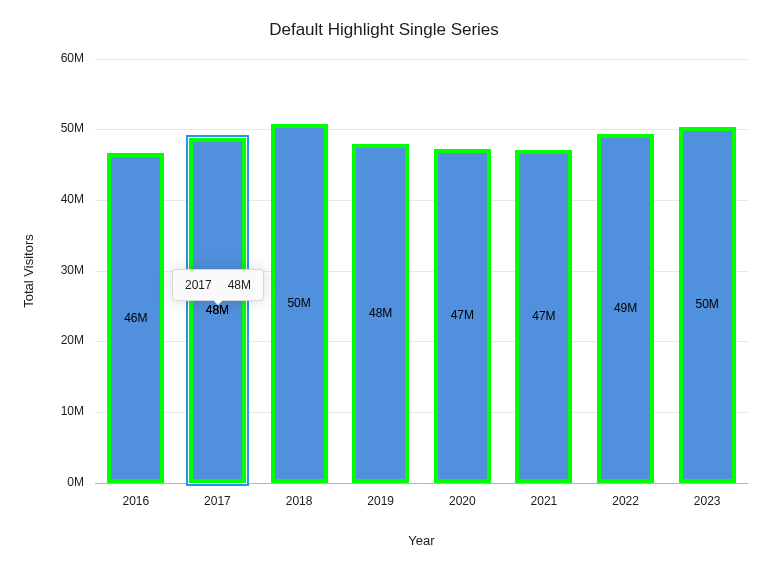 Default Highlight Single Series
60M
50M
40M
30M
20M
10M
0M
Total Visitors
2017 48M
46M
48M
50M
48M
47M
47M
49M
50M
2016 2017 2018 2019 2020 2021 2022 2023
Year